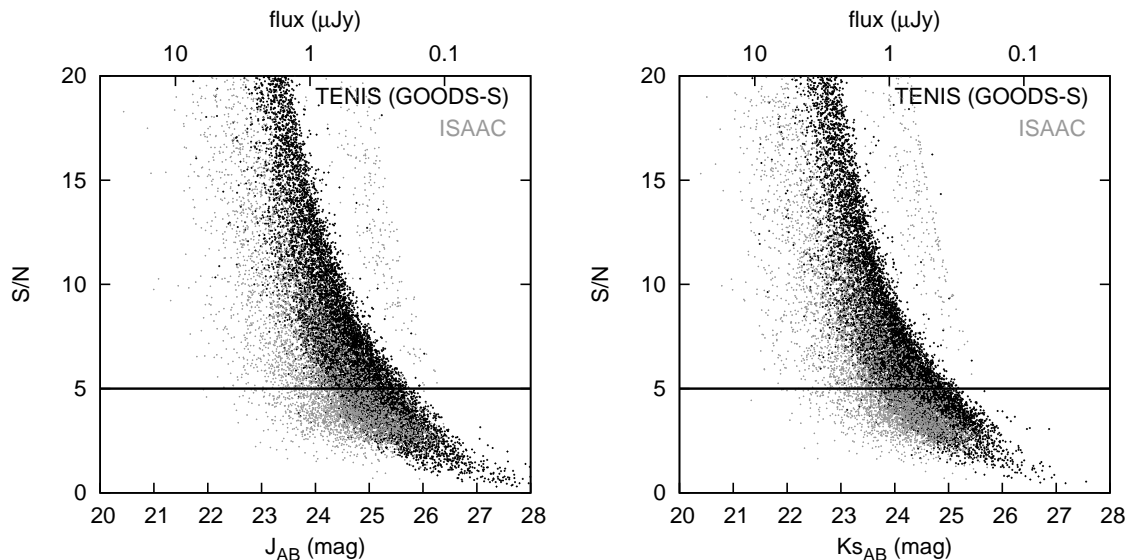 flux (μJy)
10 1 0.1
20
15
10
5
0
S/N
TENIS (GOODS-S)
ISAAC
20 21 22 23 24 25 26 27 28
J_AB (mag)
flux (μJy)
10 1 0.1
20
15
10
5
0
S/N
TENIS (GOODS-S)
ISAAC
20 21 22 23 24 25 26 27 28
Ks_AB (mag)